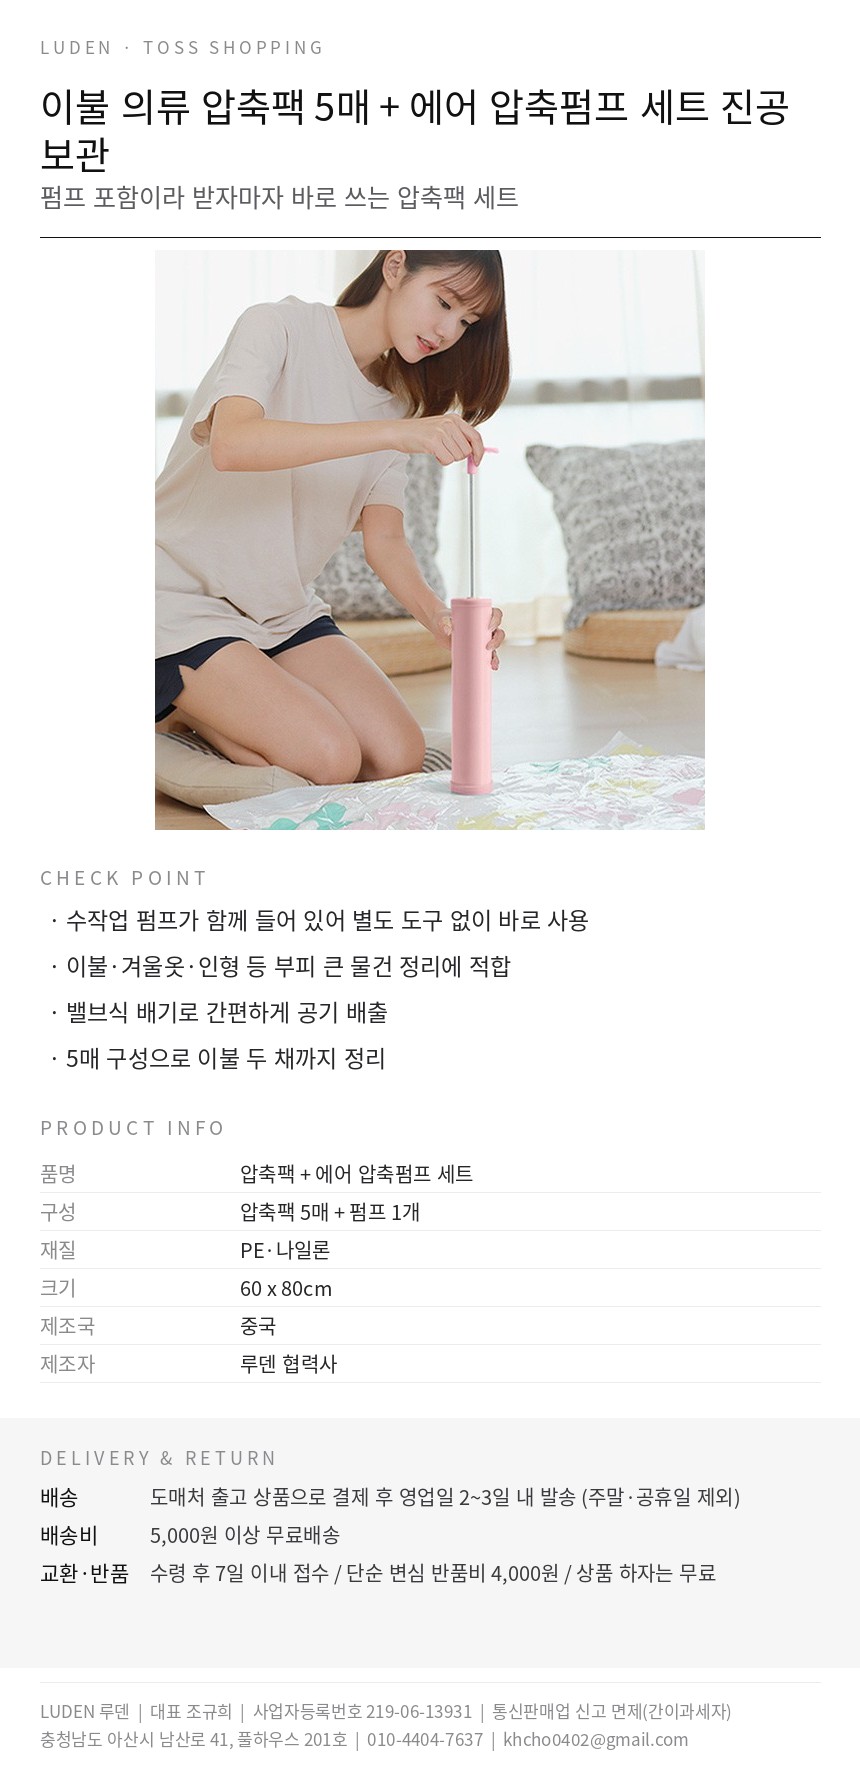 LUDEN · TOSS SHOPPING
이불 의류 압축팩 5매 + 에어 압축펌프 세트 진공
보관
펌프 포함이라 받자마자 바로 쓰는 압축팩 세트
CHECK POINT
· 수작업 펌프가 함께 들어 있어 별도 도구 없이 바로 사용
· 이불·겨울옷·인형 등 부피 큰 물건 정리에 적합
· 밸브식 배기로 간편하게 공기 배출
· 5매 구성으로 이불 두 채까지 정리
PRODUCT INFO
품명 압축팩 + 에어 압축펌프 세트
구성 압축팩 5매 + 펌프 1개
재질 PE·나일론
크기 60 x 80cm
제조국 중국
제조자 루덴 협력사
DELIVERY & RETURN
배송 도매처 출고 상품으로 결제 후 영업일 2~3일 내 발송 (주말·공휴일 제외)
배송비 5,000원 이상 무료배송
교환·반품 수령 후 7일 이내 접수 / 단순 변심 반품비 4,000원 / 상품 하자는 무료
LUDEN 루덴 | 대표 조규희 | 사업자등록번호 219-06-13931 | 통신판매업 신고 면제(간이과세자)
충청남도 아산시 남산로 41, 풀하우스 201호 | 010-4404-7637 | khcho0402@gmail.com